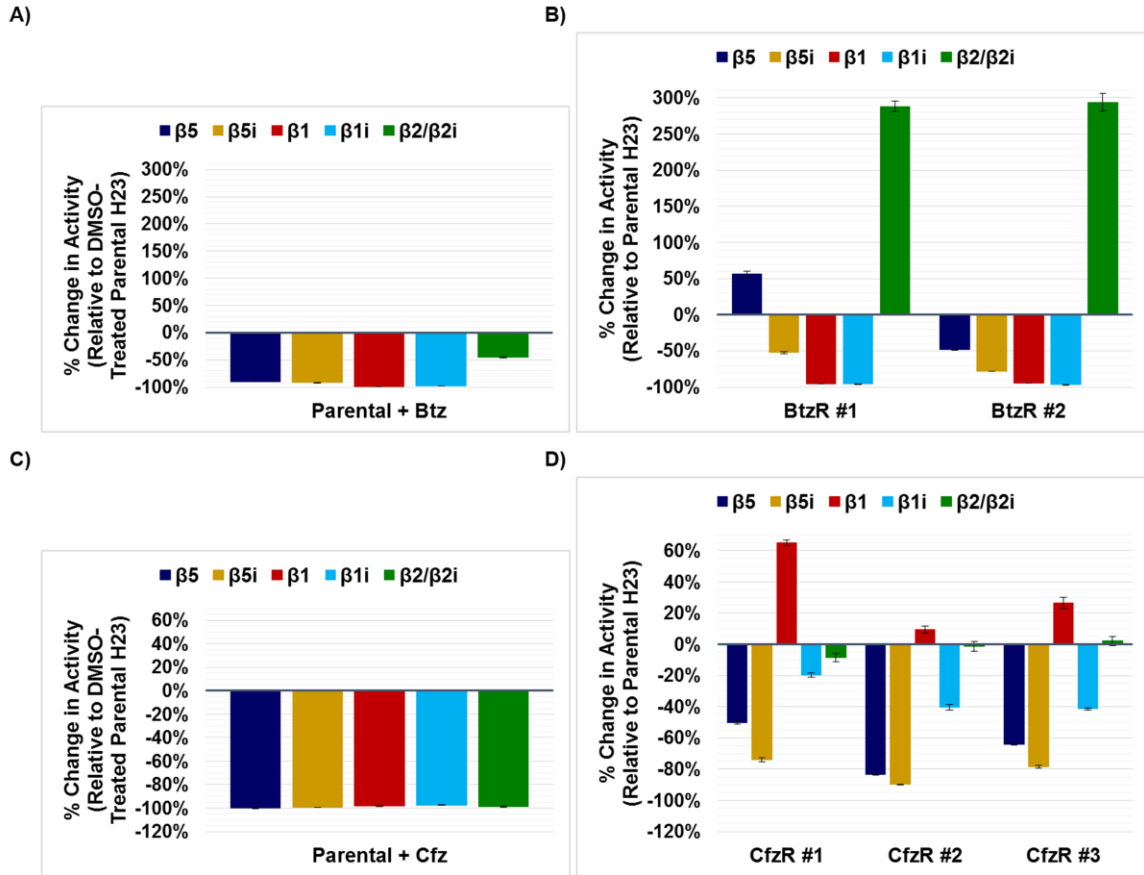 A)
β5 β5i β1 β1i β2/β2i
% Change in Activity
(Relative to DMSO-
Treated Parental H23)
300%
250%
200%
150%
100%
50%
0%
-50%
-100%
Parental + Btz
B)
β5 β5i β1 β1i β2/β2i
% Change in Activity
(Relative to Parental H23)
300%
250%
200%
150%
100%
50%
0%
-50%
-100%
BtzR #1 BtzR #2
C)
β5 β5i β1 β1i β2/β2i
% Change in Activity
(Relative to DMSO-
Treated Parental H23)
60%
40%
20%
0%
-20%
-40%
-60%
-80%
-100%
-120%
Parental + Cfz
D)
β5 β5i β1 β1i β2/β2i
% Change in Activity
(Relative to Parental H23)
60%
40%
20%
0%
-20%
-40%
-60%
-80%
-100%
-120%
CfzR #1 CfzR #2 CfzR #3